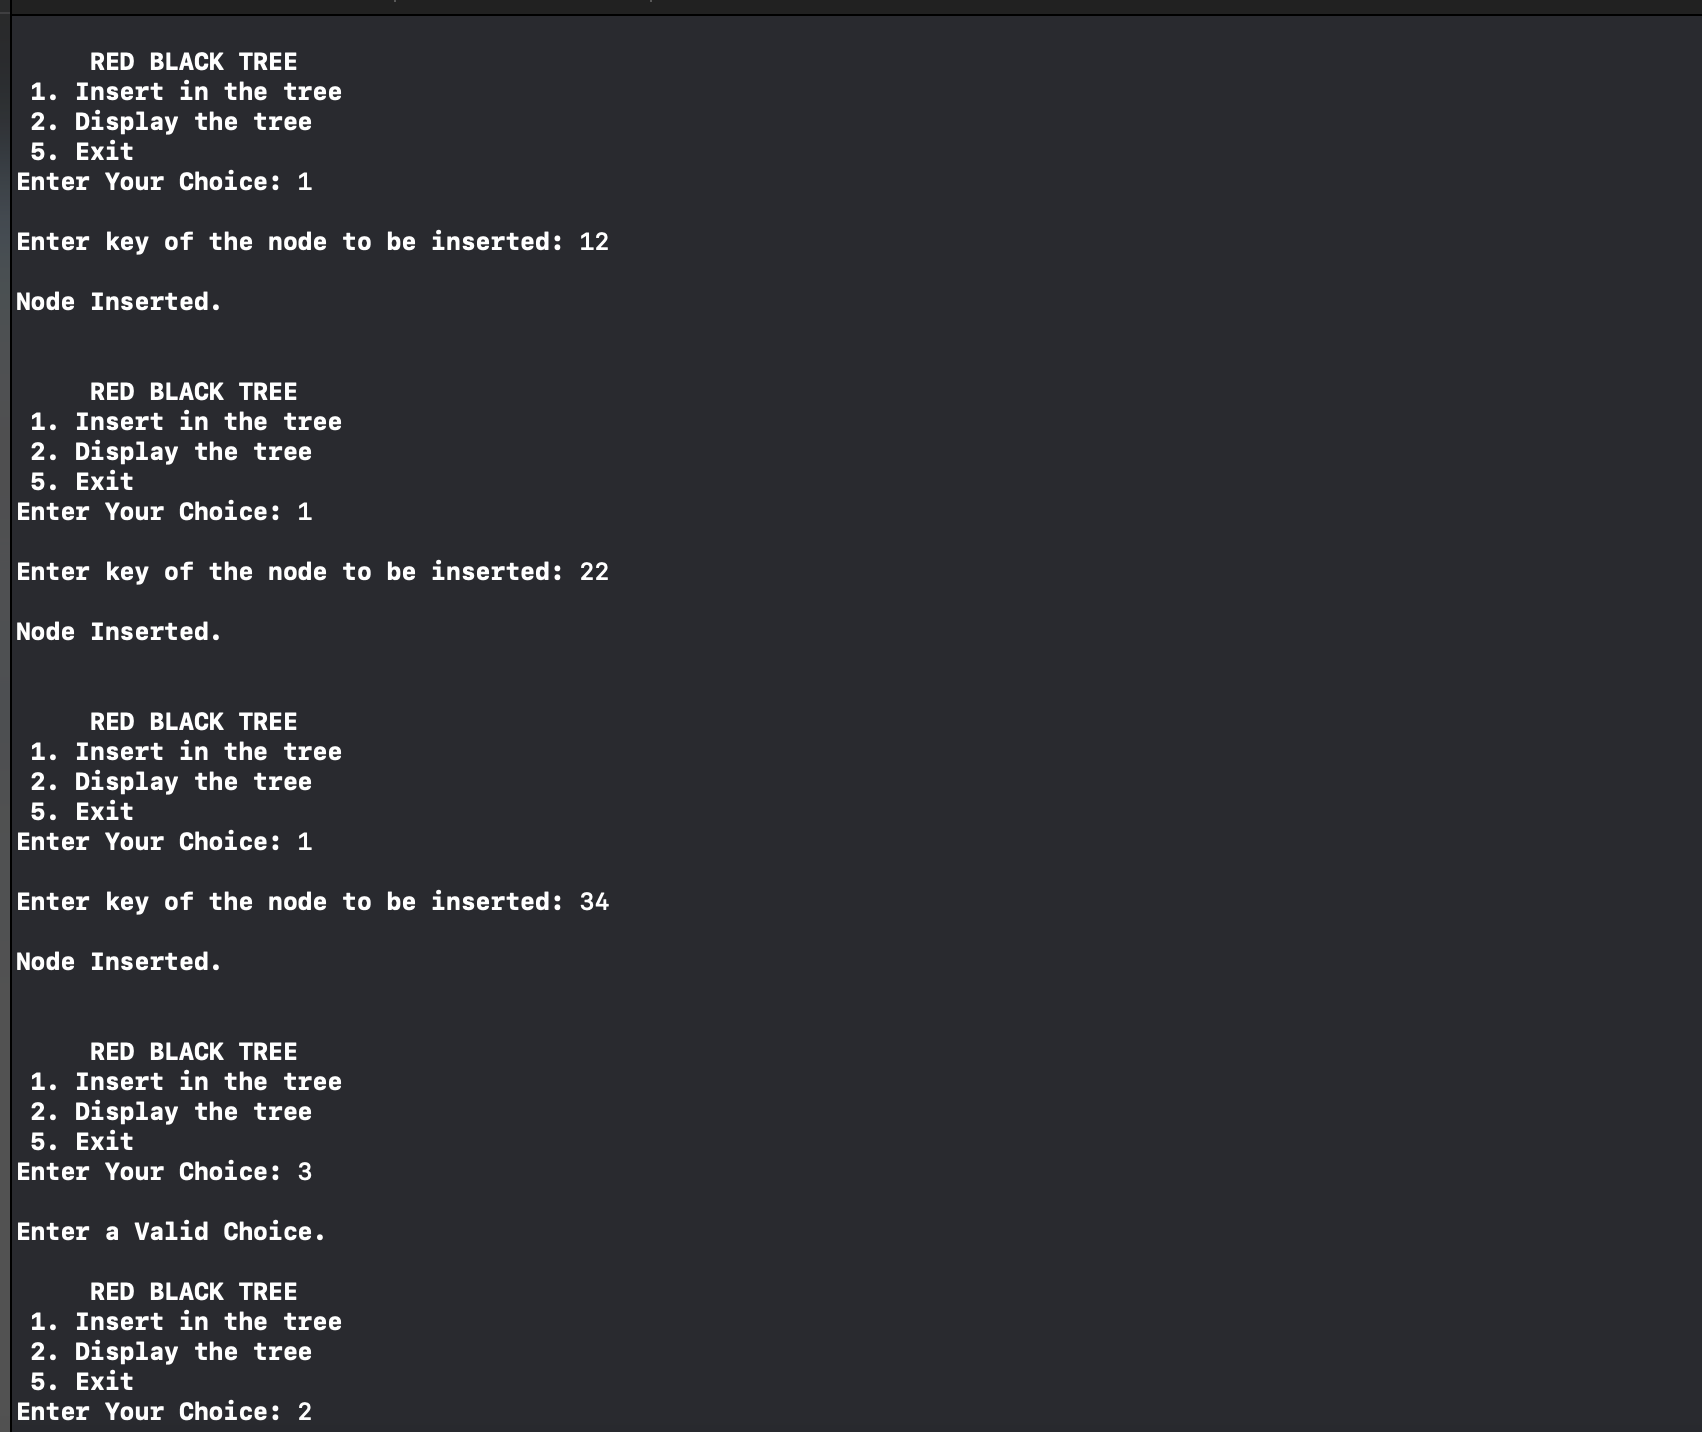 RED BLACK TREE
1. Insert in the tree
2. Display the tree
5. Exit
Enter Your Choice: 1
Enter key of the node to be inserted: 12
Node Inserted.
RED BLACK TREE
1. Insert in the tree
2. Display the tree
5. Exit
Enter Your Choice: 1
Enter key of the node to be inserted: 22
Node Inserted.
RED BLACK TREE
1. Insert in the tree
2. Display the tree
5. Exit
Enter Your Choice: 1
Enter key of the node to be inserted: 34
Node Inserted.
RED BLACK TREE
1. Insert in the tree
2. Display the tree
5. Exit
Enter Your Choice: 3
Enter a Valid Choice.
RED BLACK TREE
1. Insert in the tree
2. Display the tree
5. Exit
Enter Your Choice: 2